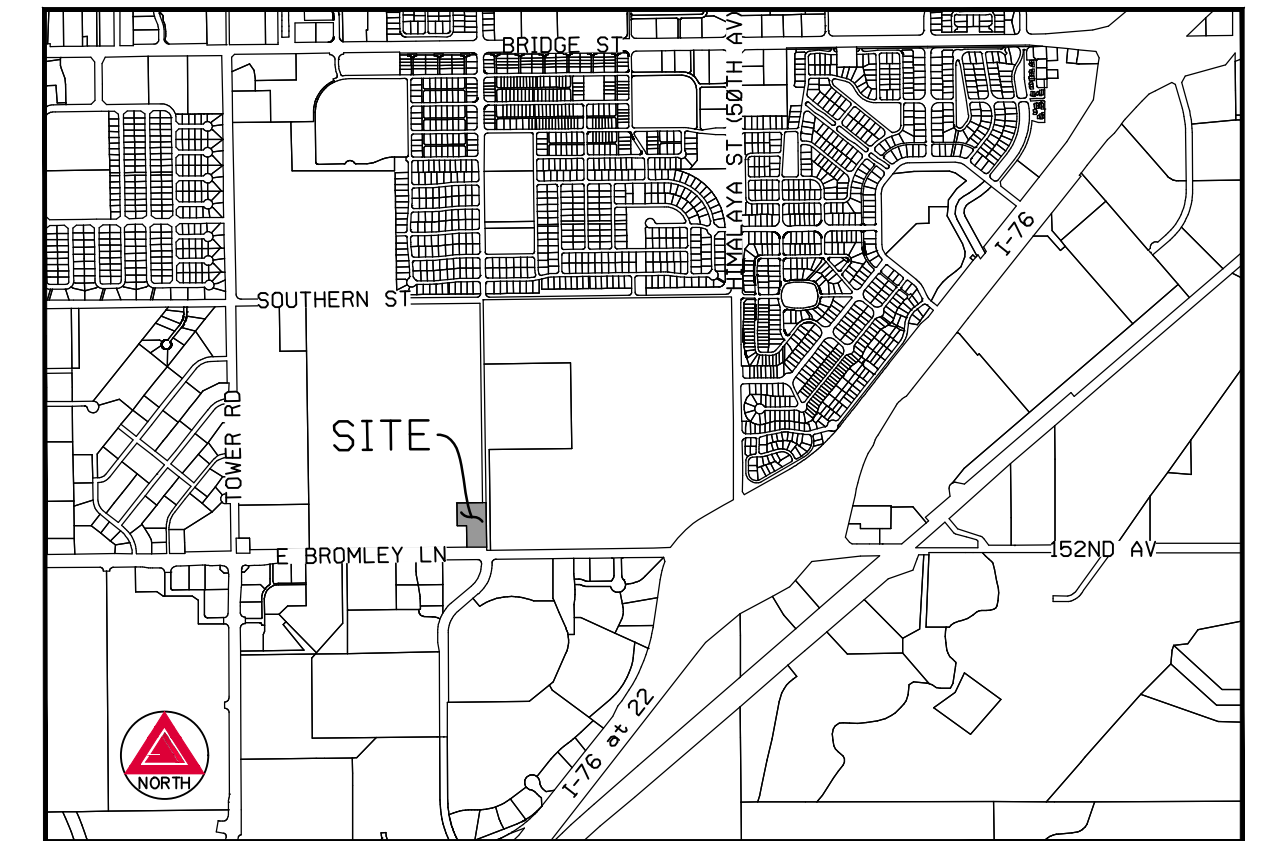 BRIDGE ST.
IMALAYA ST (50TH AV)
I-76
SOUTHERN ST
TOWER RD
SITE
E BROMLEY LN
152ND AV
I-76 at 22
NORTH